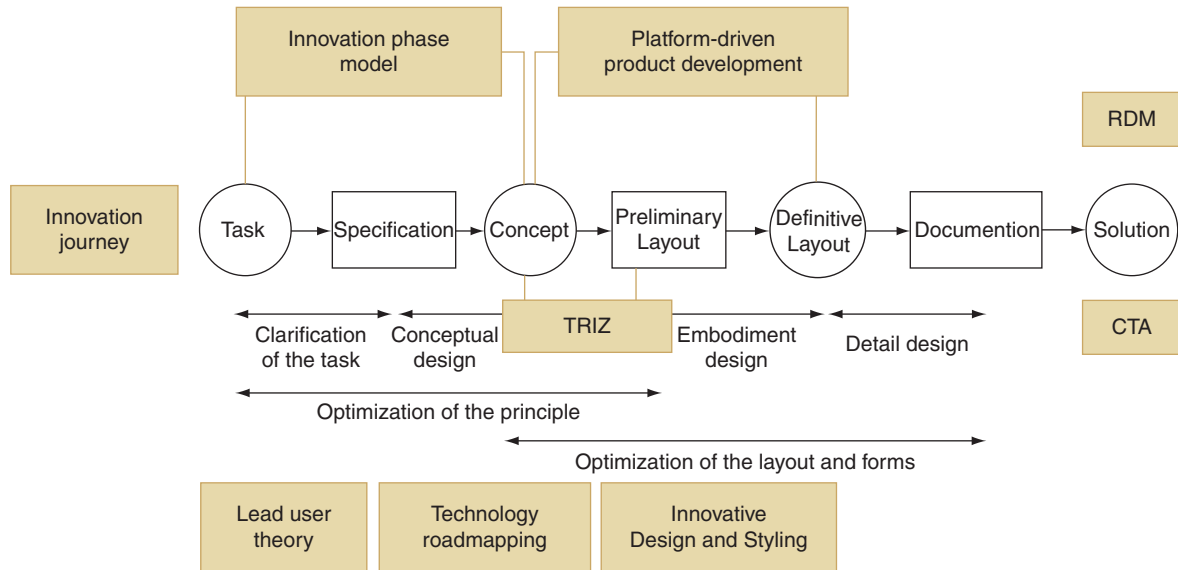 Innovation phase
model
Platform-driven
product development
RDM
Innovation
journey
Task
Specification
Concept
Preliminary
Layout
Definitive
Layout
Documention
Solution
Clarification
of the task
Conceptual
design
TRIZ
Embodiment
design
Detail design
CTA
Optimization of the principle
Optimization of the layout and forms
Lead user
theory
Technology
roadmapping
Innovative
Design and Styling